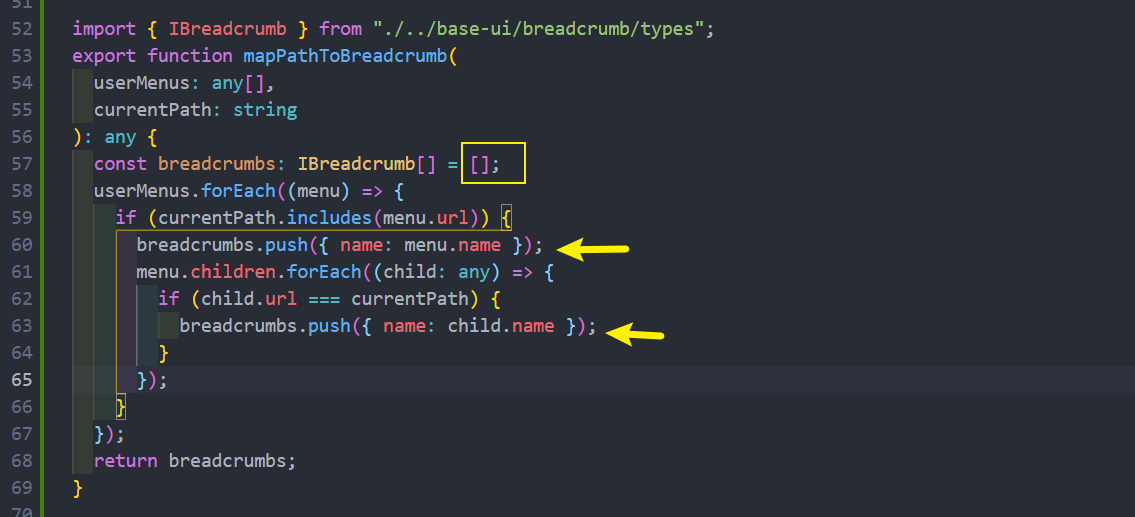 51
52 import { IBreadcrumb } from "./../base-ui/breadcrumb/types";
53 export function mapPathToBreadcrumb(
54   userMenus: any[],
55   currentPath: string
56 ): any {
57   const breadcrumbs: IBreadcrumb[] = [];
58   userMenus.forEach((menu) => {
59     if (currentPath.includes(menu.url)) {
60       breadcrumbs.push({ name: menu.name });
61       menu.children.forEach((child: any) => {
62         if (child.url === currentPath) {
63           breadcrumbs.push({ name: child.name });
64         }
65       });
66     }
67   });
68   return breadcrumbs;
69 }
70